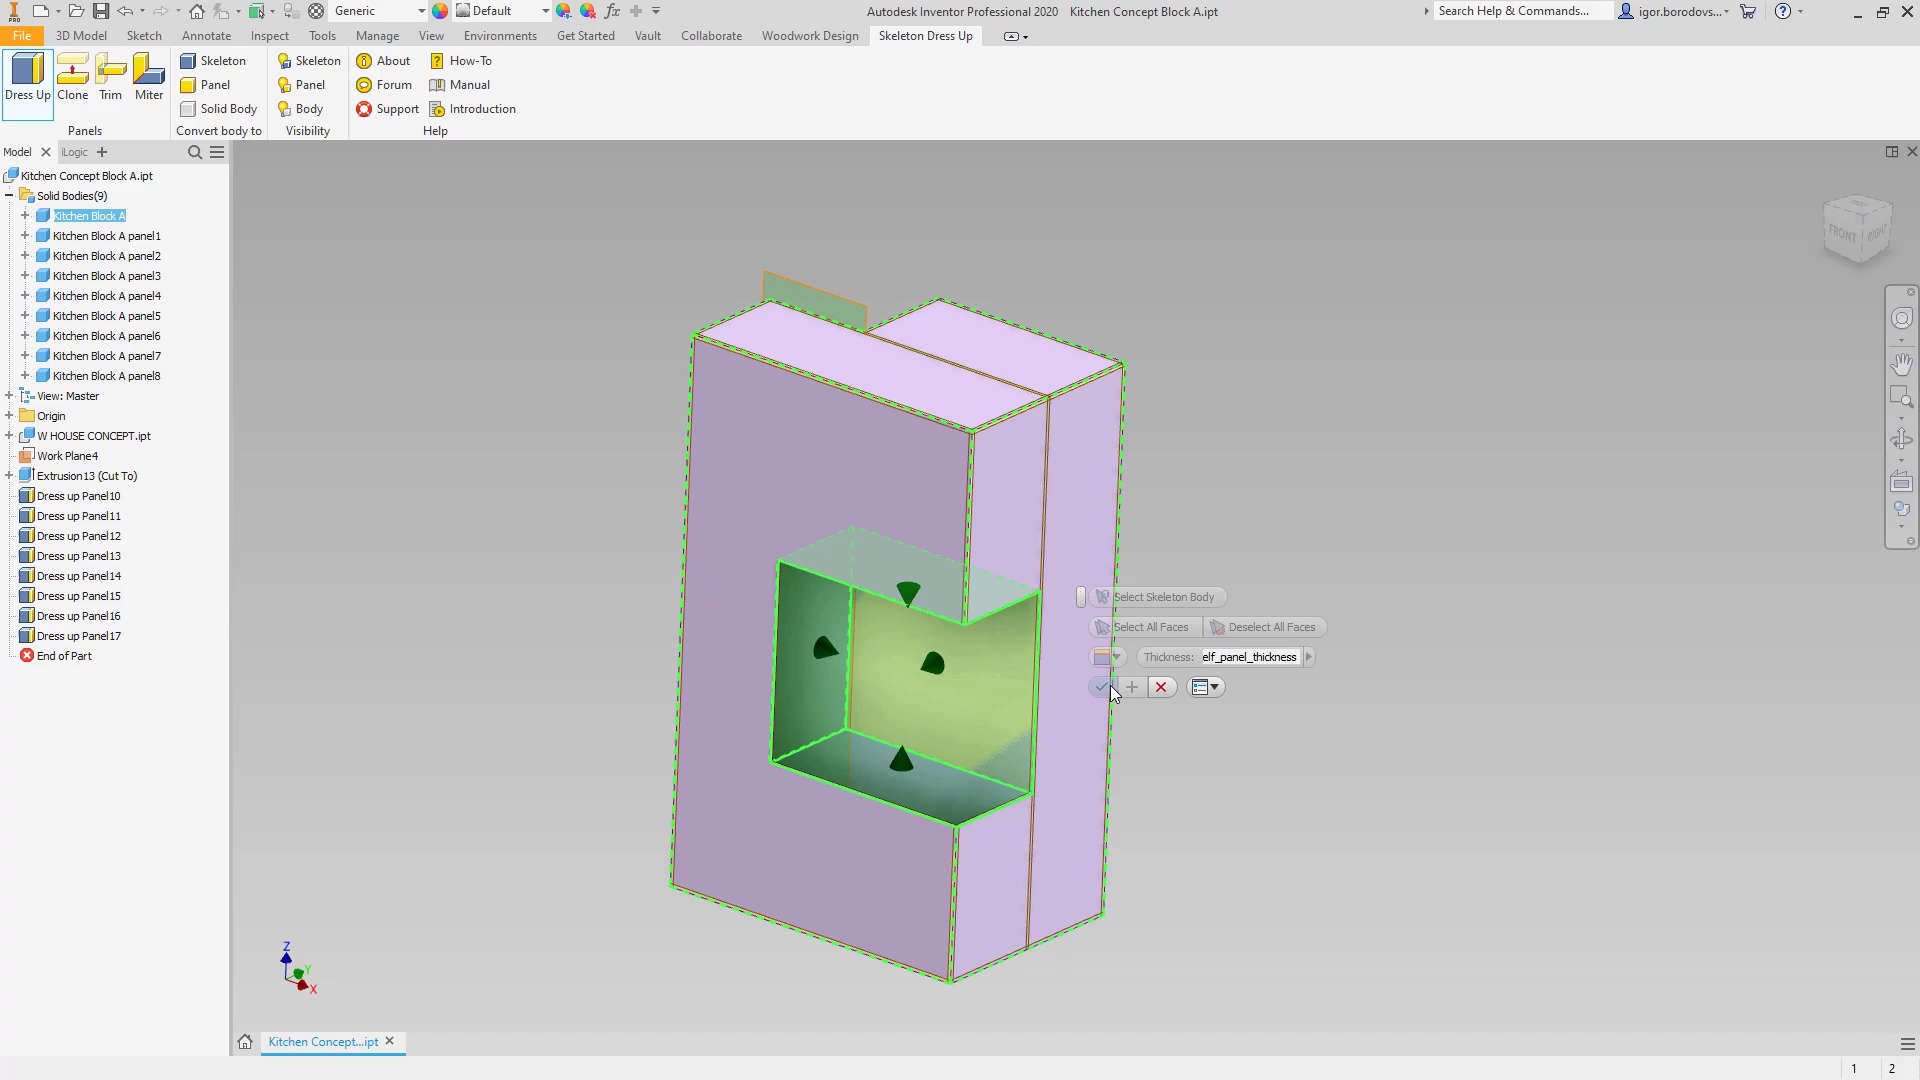 PRO
Generic
Default
fx
Autodesk Inventor Professional 2020 Kitchen Concept Block A.ipt
Search Help & Commands...
igor.borodovs...
File
3D Model
Sketch
Annotate
Inspect
Tools
Manage
View
Environments
Get Started
Vault
Collaborate
Woodwork Design
Skeleton Dress Up
Dress Up
Clone
Trim
Miter
Panels
Skeleton
Panel
Solid Body
Convert body to
Skeleton
Panel
Body
Visibility
About
Forum
Support
How-To
Manual
Introduction
Help
Model
iLogic
Kitchen Concept Block A.ipt
Solid Bodies(9)
Kitchen Block A
Kitchen Block A panel1
Kitchen Block A panel2
Kitchen Block A panel3
Kitchen Block A panel4
Kitchen Block A panel5
Kitchen Block A panel6
Kitchen Block A panel7
Kitchen Block A panel8
View: Master
Origin
W HOUSE CONCEPT.ipt
Work Plane4
Extrusion13 (Cut To)
Dress up Panel10
Dress up Panel11
Dress up Panel12
Dress up Panel13
Dress up Panel14
Dress up Panel15
Dress up Panel16
Dress up Panel17
End of Part
TOP
FRONT
RIGHT
Select Skeleton Body
Select All Faces
Deselect All Faces
Thickness: elf_panel_thickness
Z
Y
X
Kitchen Concept...ipt
1 2